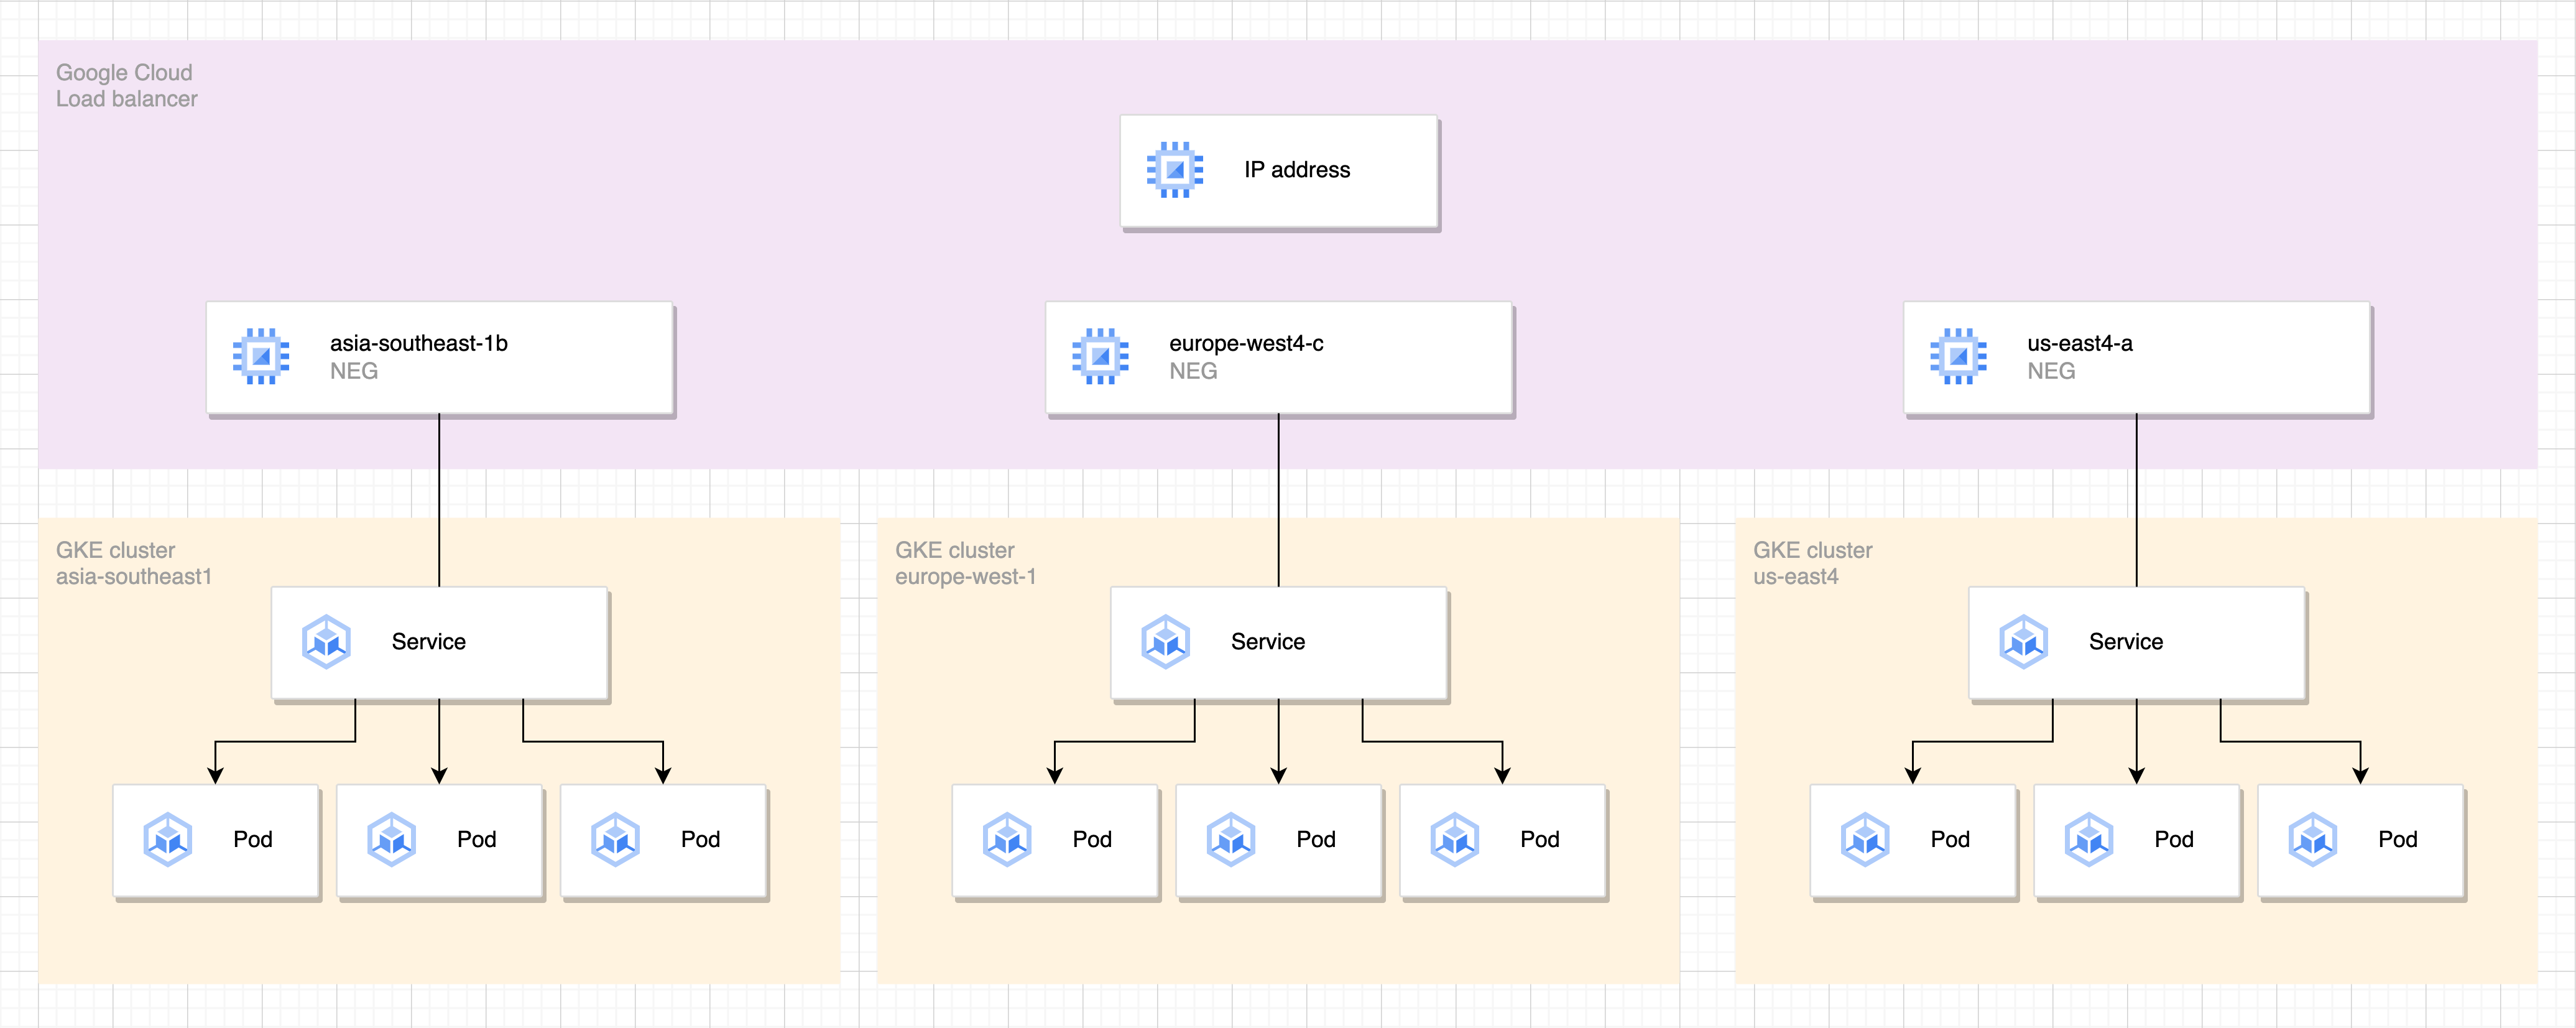 Google Cloud
Load balancer
IP address
asia-southeast-1b
NEG
europe-west4-c
NEG
us-east4-a
NEG
GKE cluster
asia-southeast1
Service
Pod
Pod
Pod
GKE cluster
europe-west-1
Service
Pod
Pod
Pod
GKE cluster
us-east4
Service
Pod
Pod
Pod